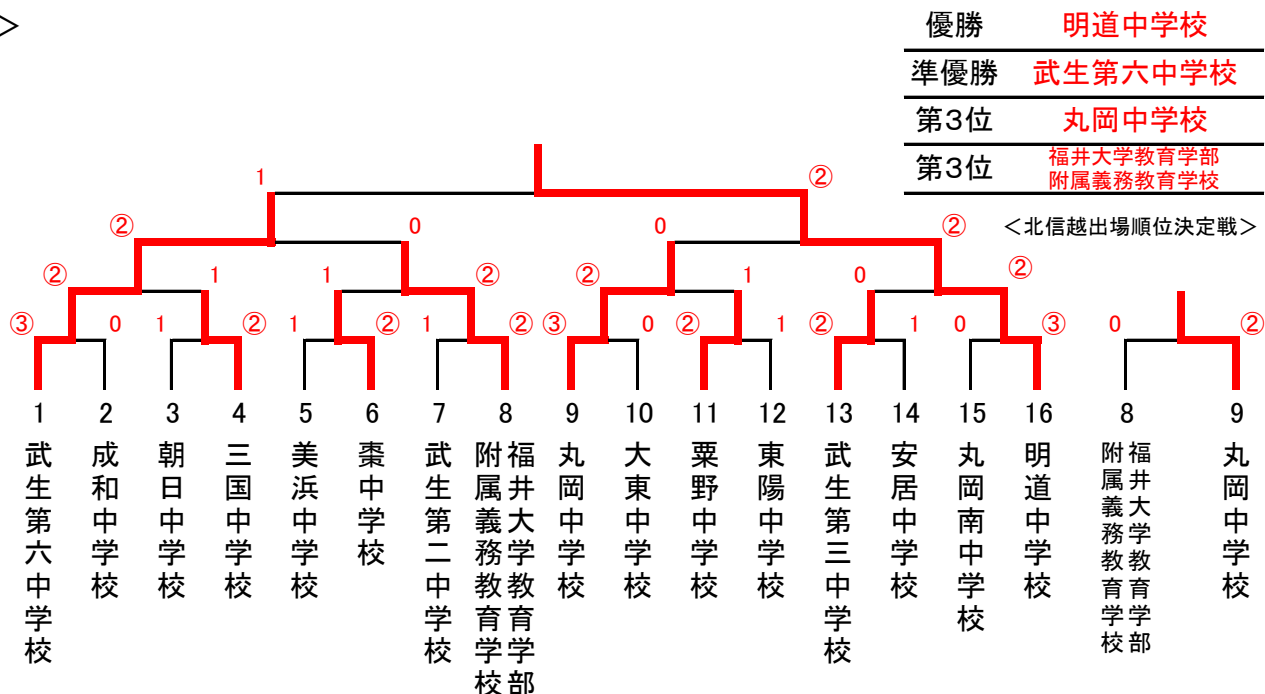 >
優勝 明道中学校
準優勝 武生第六中学校
第3位 丸岡中学校
第3位 福井大学教育学部
附属義務教育学校
<北信越出場順位決定戦>
1 ②
② 0 0 ②
② 1 1 ② ② 1 0 ②
③ 0 1 ② 1 ② 1 ② ③ 0 ② 1 ② 1 0 ③ 0 ②
1 2 3 4 5 6 7 8 9 10 11 12 13 14 15 16 8 9
武生第六中学校
成和中学校
朝日中学校
三国中学校
美浜中学校
棗中学校
武生第二中学校
福井大学教育学部
附属義務教育学校
丸岡中学校
大東中学校
粟野中学校
東陽中学校
武生第三中学校
安居中学校
丸岡南中学校
明道中学校
福井大学教育学部
附属義務教育学校
丸岡中学校